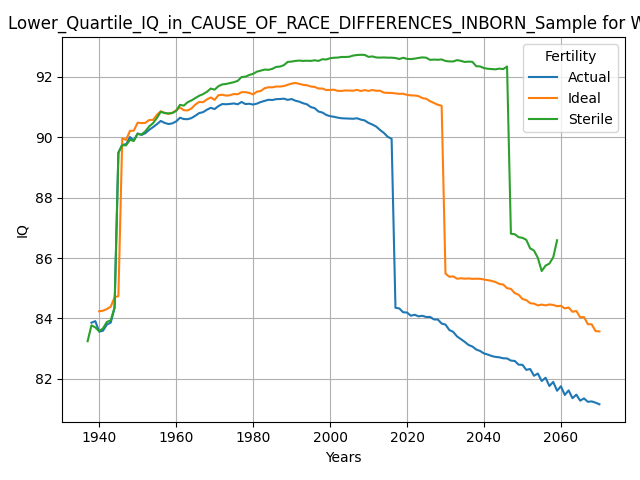 Lower_Quartile_IQ_in_CAUSE_OF_RACE_DIFFERENCES_INBORN_Sample for W
Fertility
Actual
Ideal
Sterile
92
90
88
86
84
82
IQ
1940 1960 1980 2000 2020 2040 2060
Years